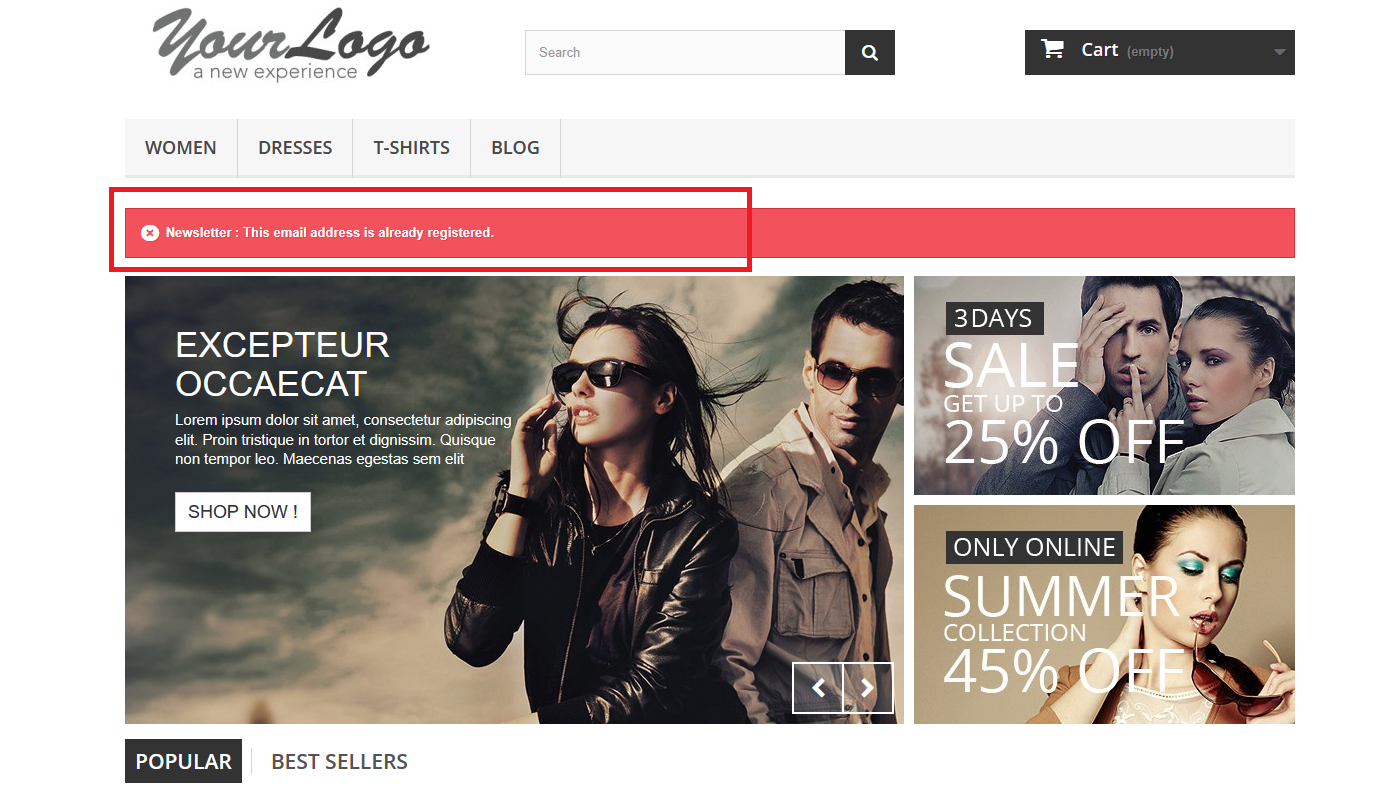 YourLogo
a new experience
Search
Cart (empty)
WOMEN
DRESSES
T-SHIRTS
BLOG
Newsletter : This email address is already registered.
EXCEPTEUR
OCCAECAT
Lorem ipsum dolor sit amet, consectetur adipiscing
elit. Proin tristique in tortor et dignissim. Quisque
non tempor leo. Maecenas egestas sem elit
SHOP NOW !
3 DAYS
SALE
GET UP TO
25% OFF
ONLY ONLINE
SUMMER
COLLECTION
45% OFF
POPULAR
BEST SELLERS